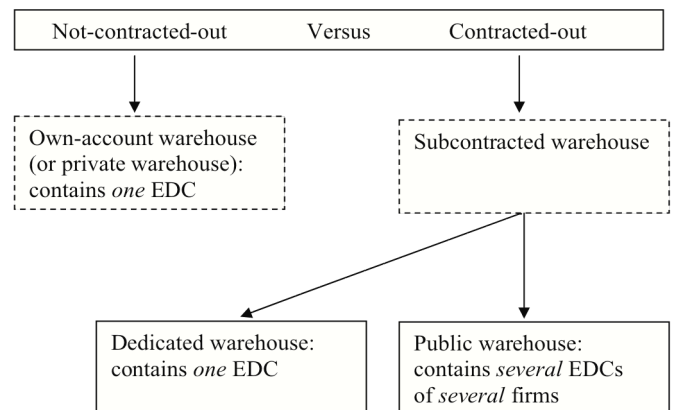 Not-contracted-out Versus Contracted-out
Own-account warehouse
(or private warehouse):
contains one EDC
Subcontracted warehouse
Dedicated warehouse:
contains one EDC
Public warehouse:
contains several EDCs
of several firms